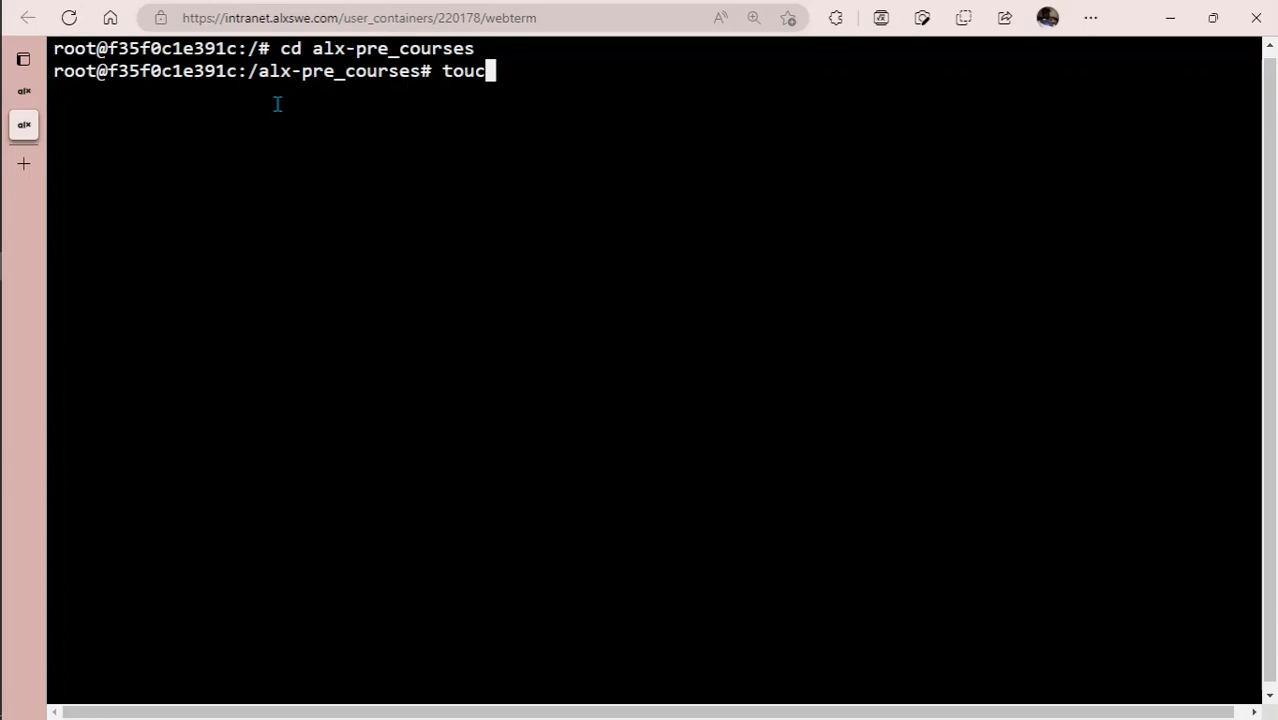 https://intranet.alxswe.com/user_containers/220178/webterm
root@f35f0c1e391c:/# cd alx-pre_courses
root@f35f0c1e391c:/alx-pre_courses# touc
alx
alx